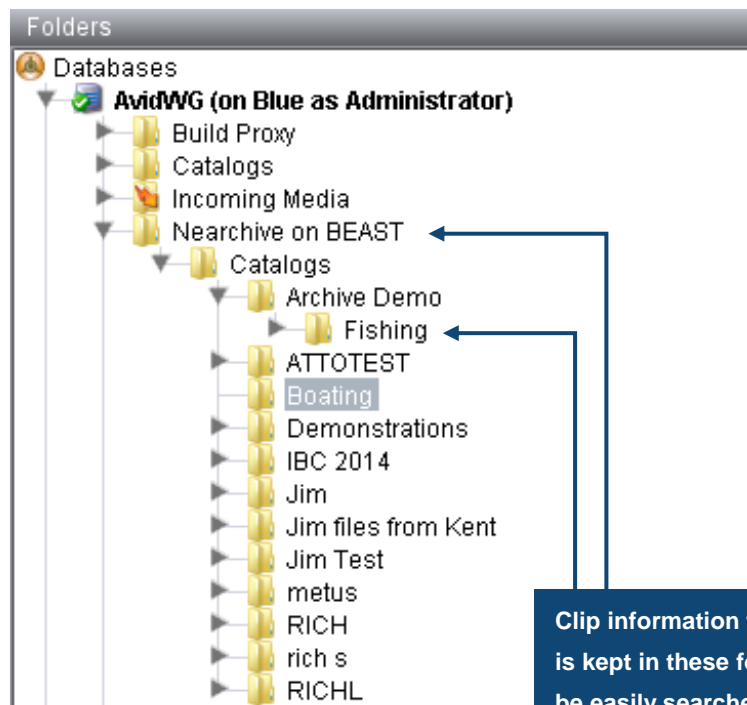 Folders
Databases
AvidWG (on Blue as Administrator)
Build Proxy
Catalogs
Incoming Media
Nearchive on BEAST
Catalogs
Archive Demo
Fishing
ATTOTEST
Boating
Demonstrations
IBC 2014
Jim
Jim files from Kent
Jim Test
metus
RICH
rich s
RICHL
Clip information
is kept in these
be easily